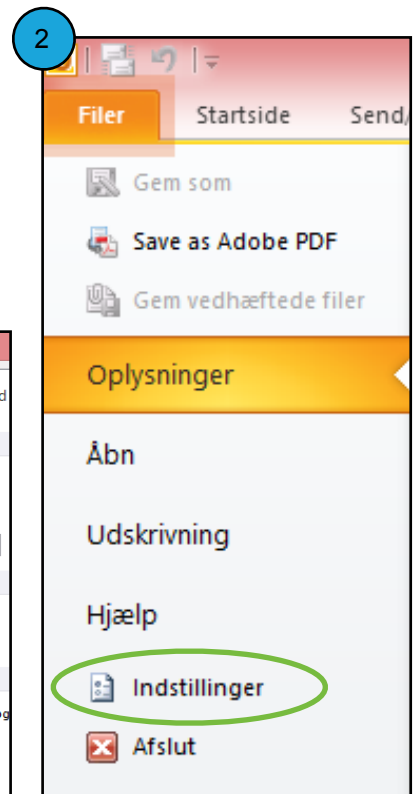 2
Filer Startside Send/
Gem som
Save as Adobe PDF
Gem vedhæftede filer
Oplysninger
Åbn
Udskrivning
Hjælp
Indstillinger
Afslut